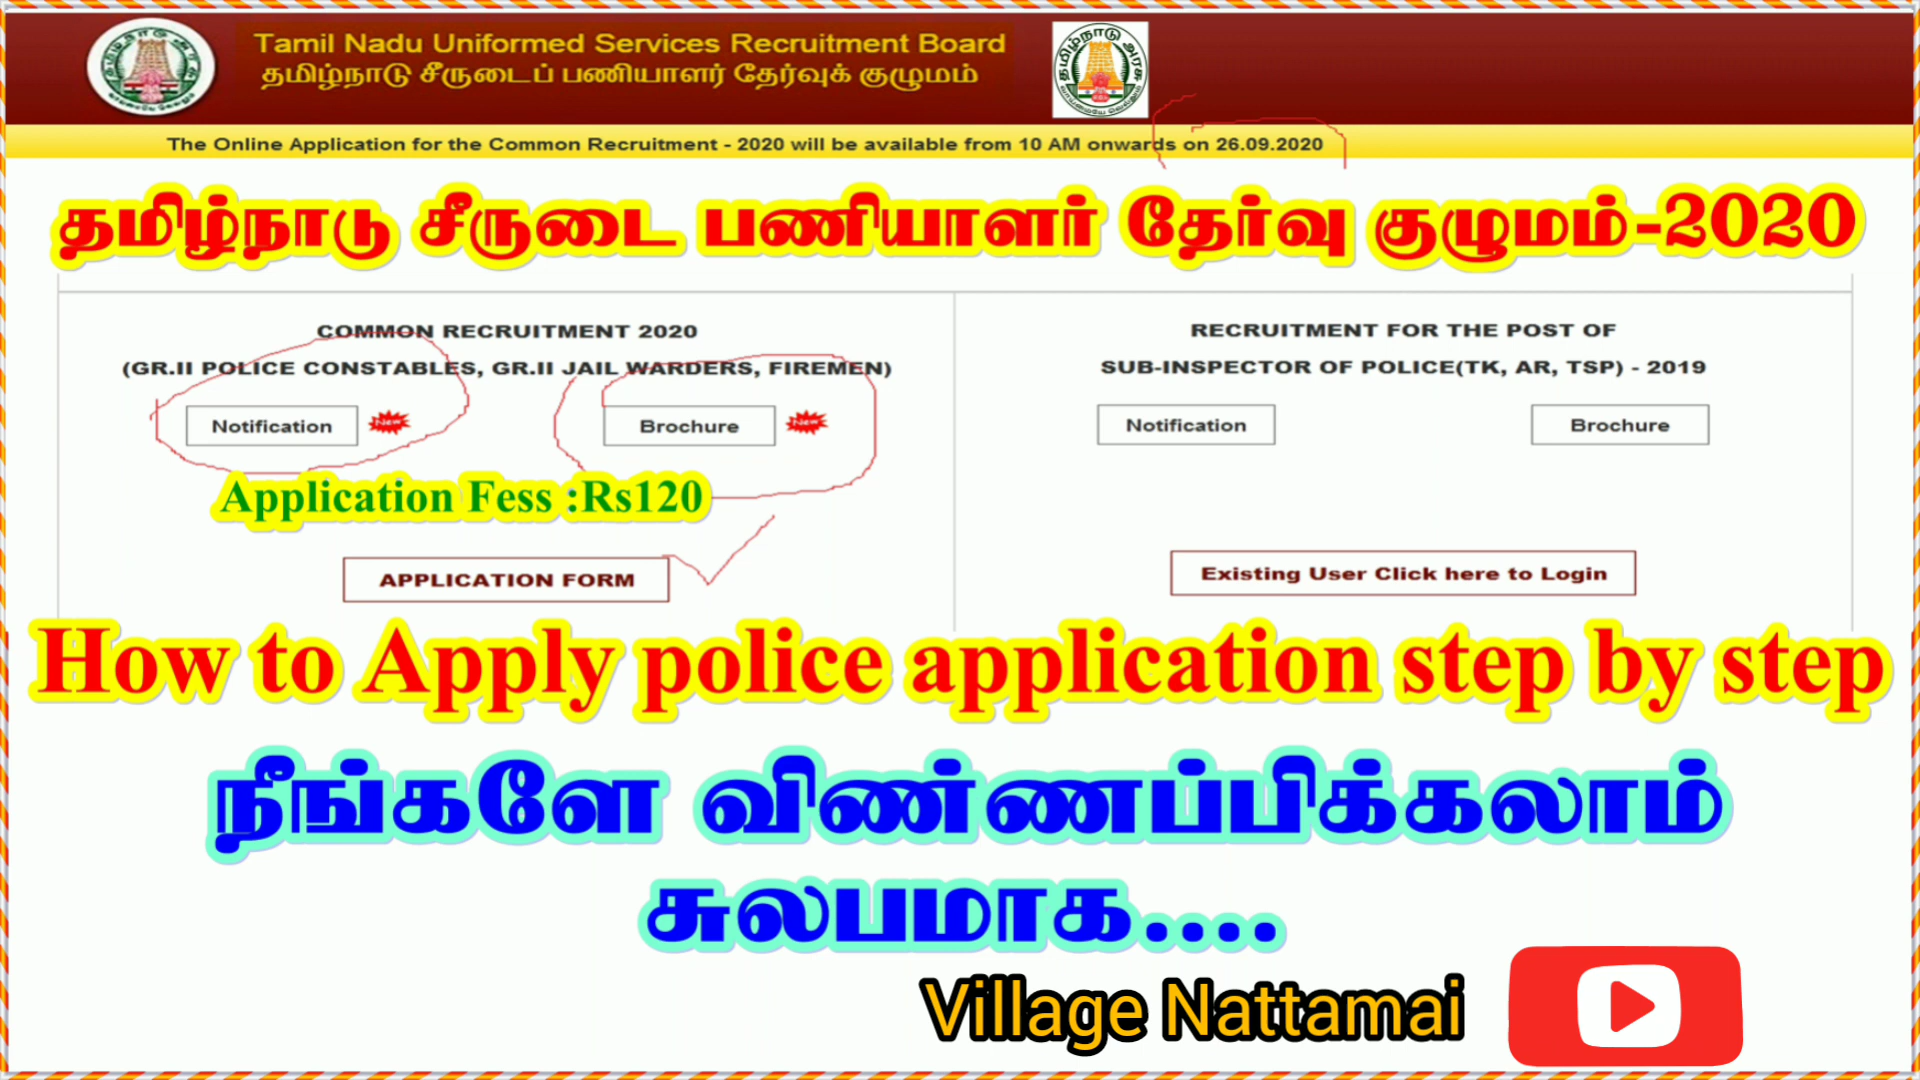 Tamil Nadu Uniformed Services Recruitment Board
தமிழ்நாடு சீருடைப் பணியாளர் தேர்வுக் குழுமம்
The Online Application for the Common Recruitment - 2020 will be available from 10 AM onwards on 26.09.2020
தமிழ்நாடு சீருடை பணியாளர் தேர்வு குழுமம்-2020
COMMON RECRUITMENT 2020
(GR.II POLICE CONSTABLES, GR.II JAIL WARDERS, FIREMEN)
Notification New Brochure New
Application Fess :Rs120
APPLICATION FORM
RECRUITMENT FOR THE POST OF
SUB-INSPECTOR OF POLICE(TK, AR, TSP) - 2019
Notification Brochure
Existing User Click here to Login
How to Apply police application step by step
நீங்களே விண்ணப்பிக்கலாம்
சுலபமாக....
Village Nattamai